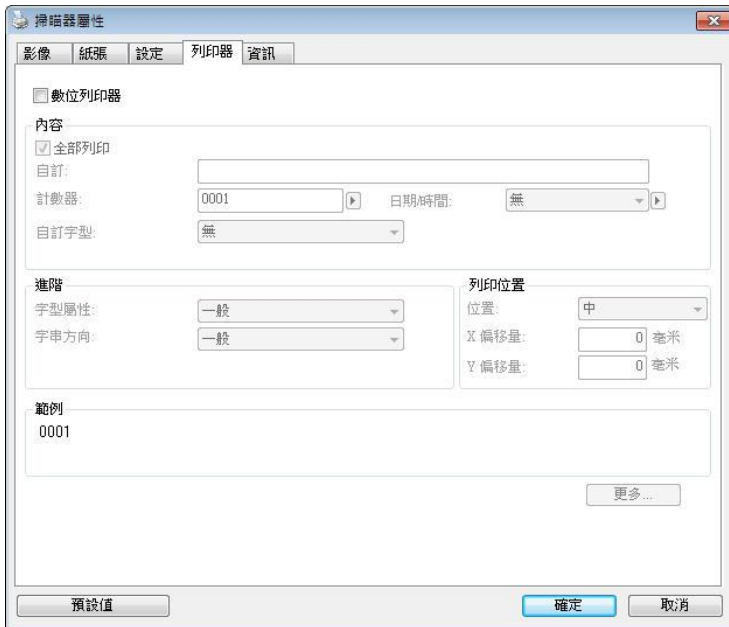 掃瞄器屬性
影像 紙張 設定 列印器 資訊
數位列印器
內容
全部列印
自訂:
計數器: 0001 日期/時間: 無
自訂字型: 無
進階
字型屬性: 一般
字串方向: 一般
列印位置
位置: 中
X 偏移量: 0 毫米
Y 偏移量: 0 毫米
範例
0001
更多...
預設值 確定 取消